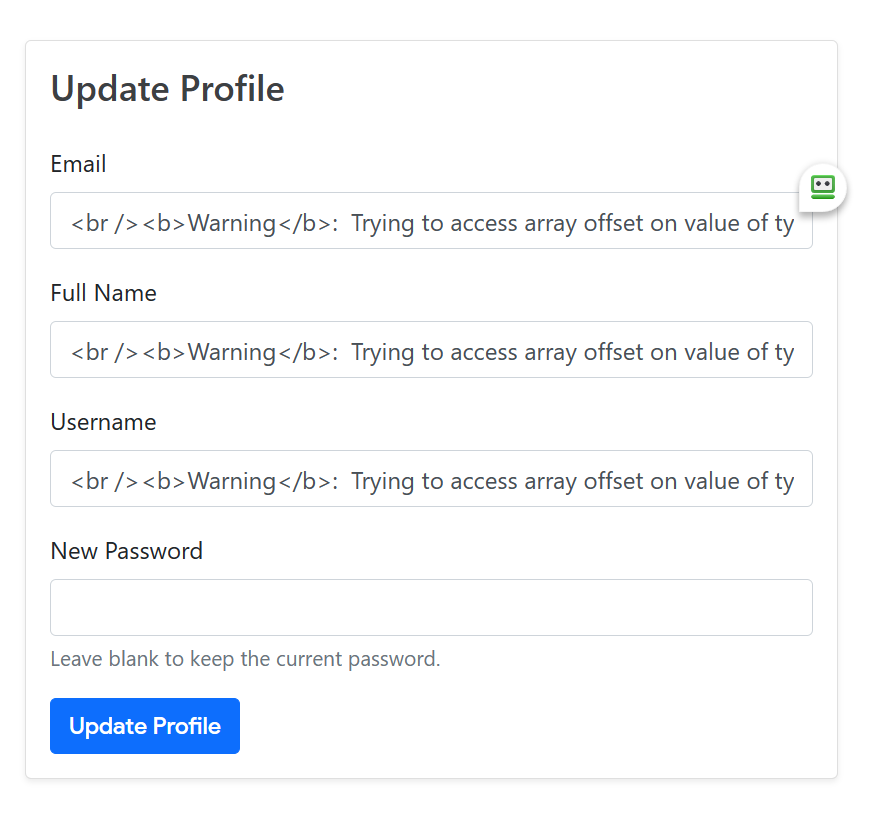 Update Profile
Email
<br /><b>Warning</b>:  Trying to access array offset on value of ty
Full Name
<br /><b>Warning</b>:  Trying to access array offset on value of ty
Username
<br /><b>Warning</b>:  Trying to access array offset on value of ty
New Password
Leave blank to keep the current password.
Update Profile